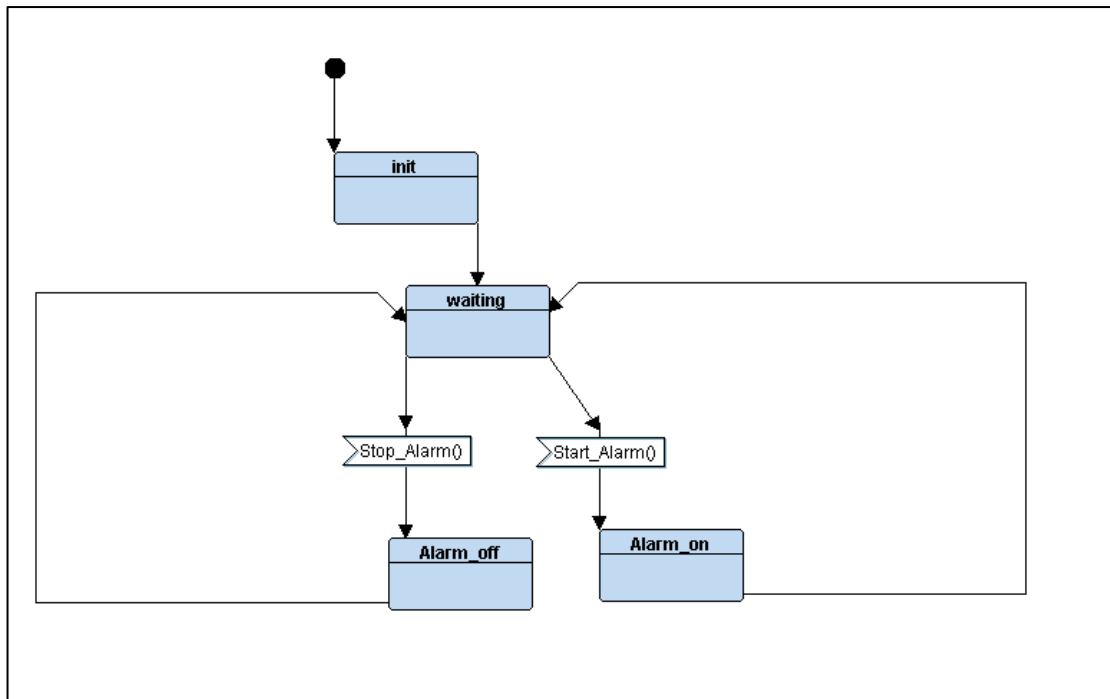 init
waiting
Stop_Alarm()
Start_Alarm()
Alarm_off
Alarm_on